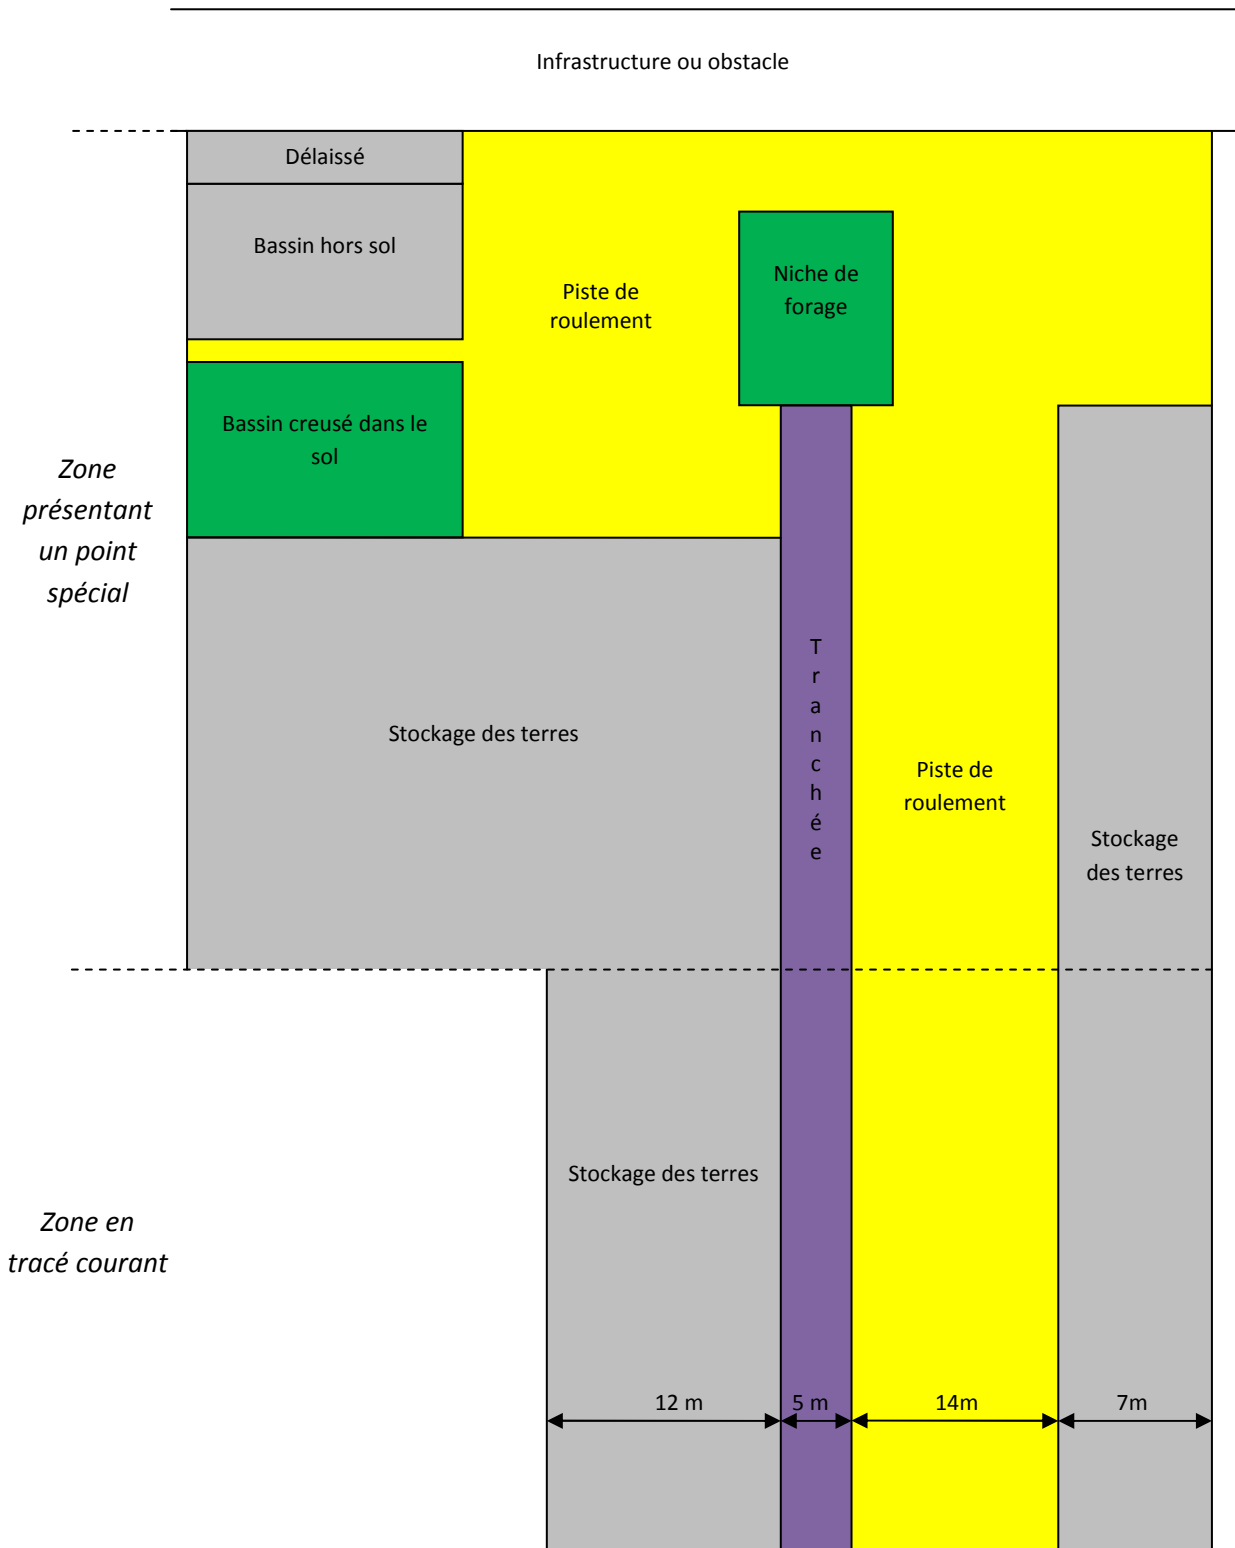 Infrastructure ou obstacle
Délaissé
Bassin hors sol
Niche de
forage
Piste de
roulement
Bassin creusé dans le
sol
Zone
présentant
un point
spécial
T
r
a
n
c
h
é
e
Stockage des terres
Piste de
roulement
Stockage
des terres
Stockage des terres
Zone en
tracé courant
12 m
5 m
14m
7m